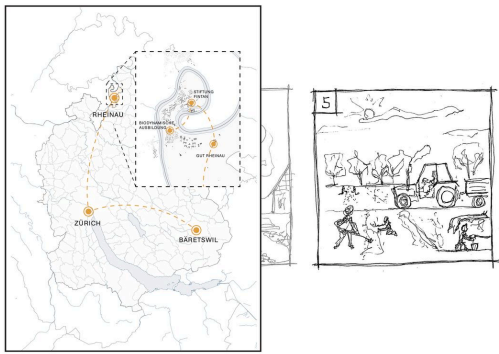 STIFTUNG
FINTAN
BIODYNAMISCHE
AUSBILDUNG
RHEINAU
GUT RHEINAU
ZÜRICH
BÄRETSWIL
5